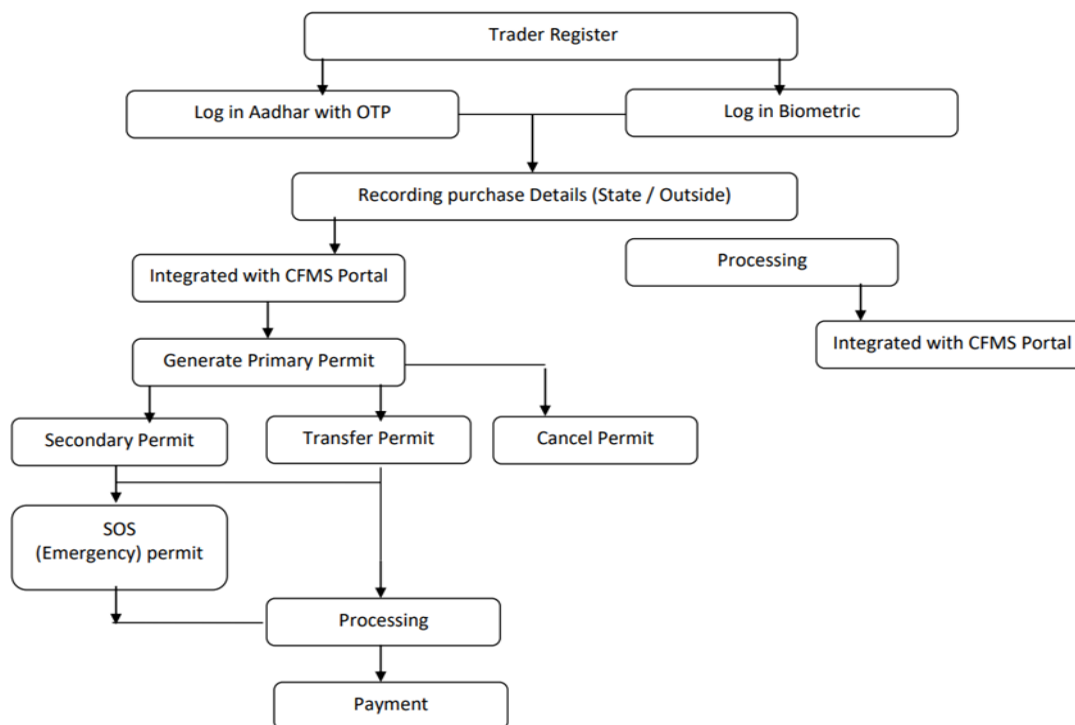 Trader Register
Log in Aadhar with OTP
Log in Biometric
Recording purchase Details (State / Outside)
Integrated with CFMS Portal
Processing
Integrated with CFMS Portal
Generate Primary Permit
Secondary Permit
Transfer Permit
Cancel Permit
SOS
(Emergency) permit
Processing
Payment